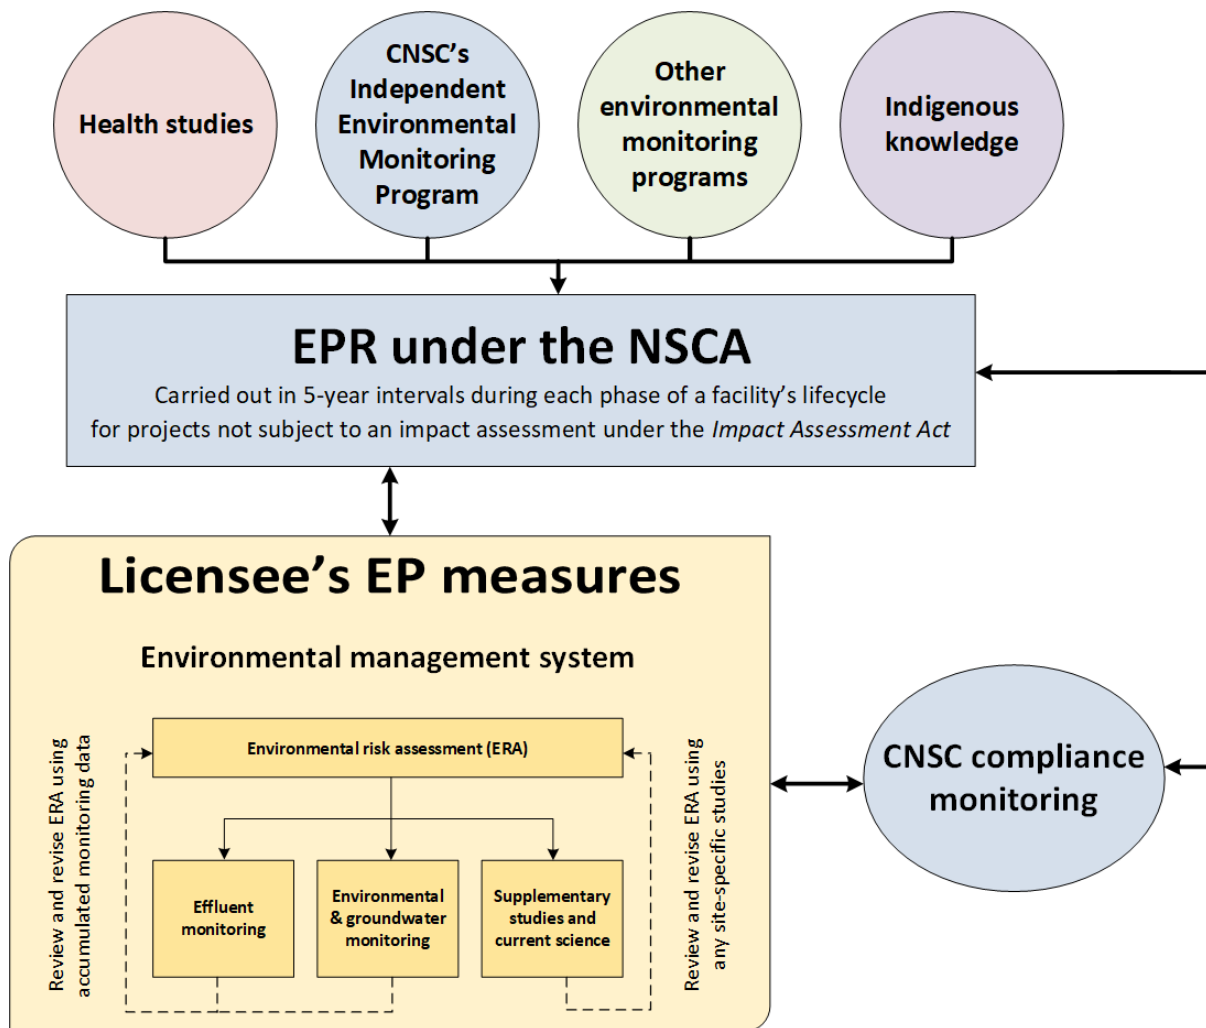 Health studies
CNSC’s
Independent
Environmental
Monitoring
Program
Other
environmental
monitoring
programs
Indigenous
knowledge
EPR under the NSCA
Carried out in 5-year intervals during each phase of a facility’s lifecycle
for projects not subject to an impact assessment under the Impact Assessment Act
Licensee’s EP measures
Environmental management system
Review and revise ERA using
accumulated monitoring data
Environmental risk assessment (ERA)
Effluent
monitoring
Environmental
& groundwater
monitoring
Supplementary
studies and
current science
Review and revise ERA using
any site-specific studies
CNSC compliance
monitoring